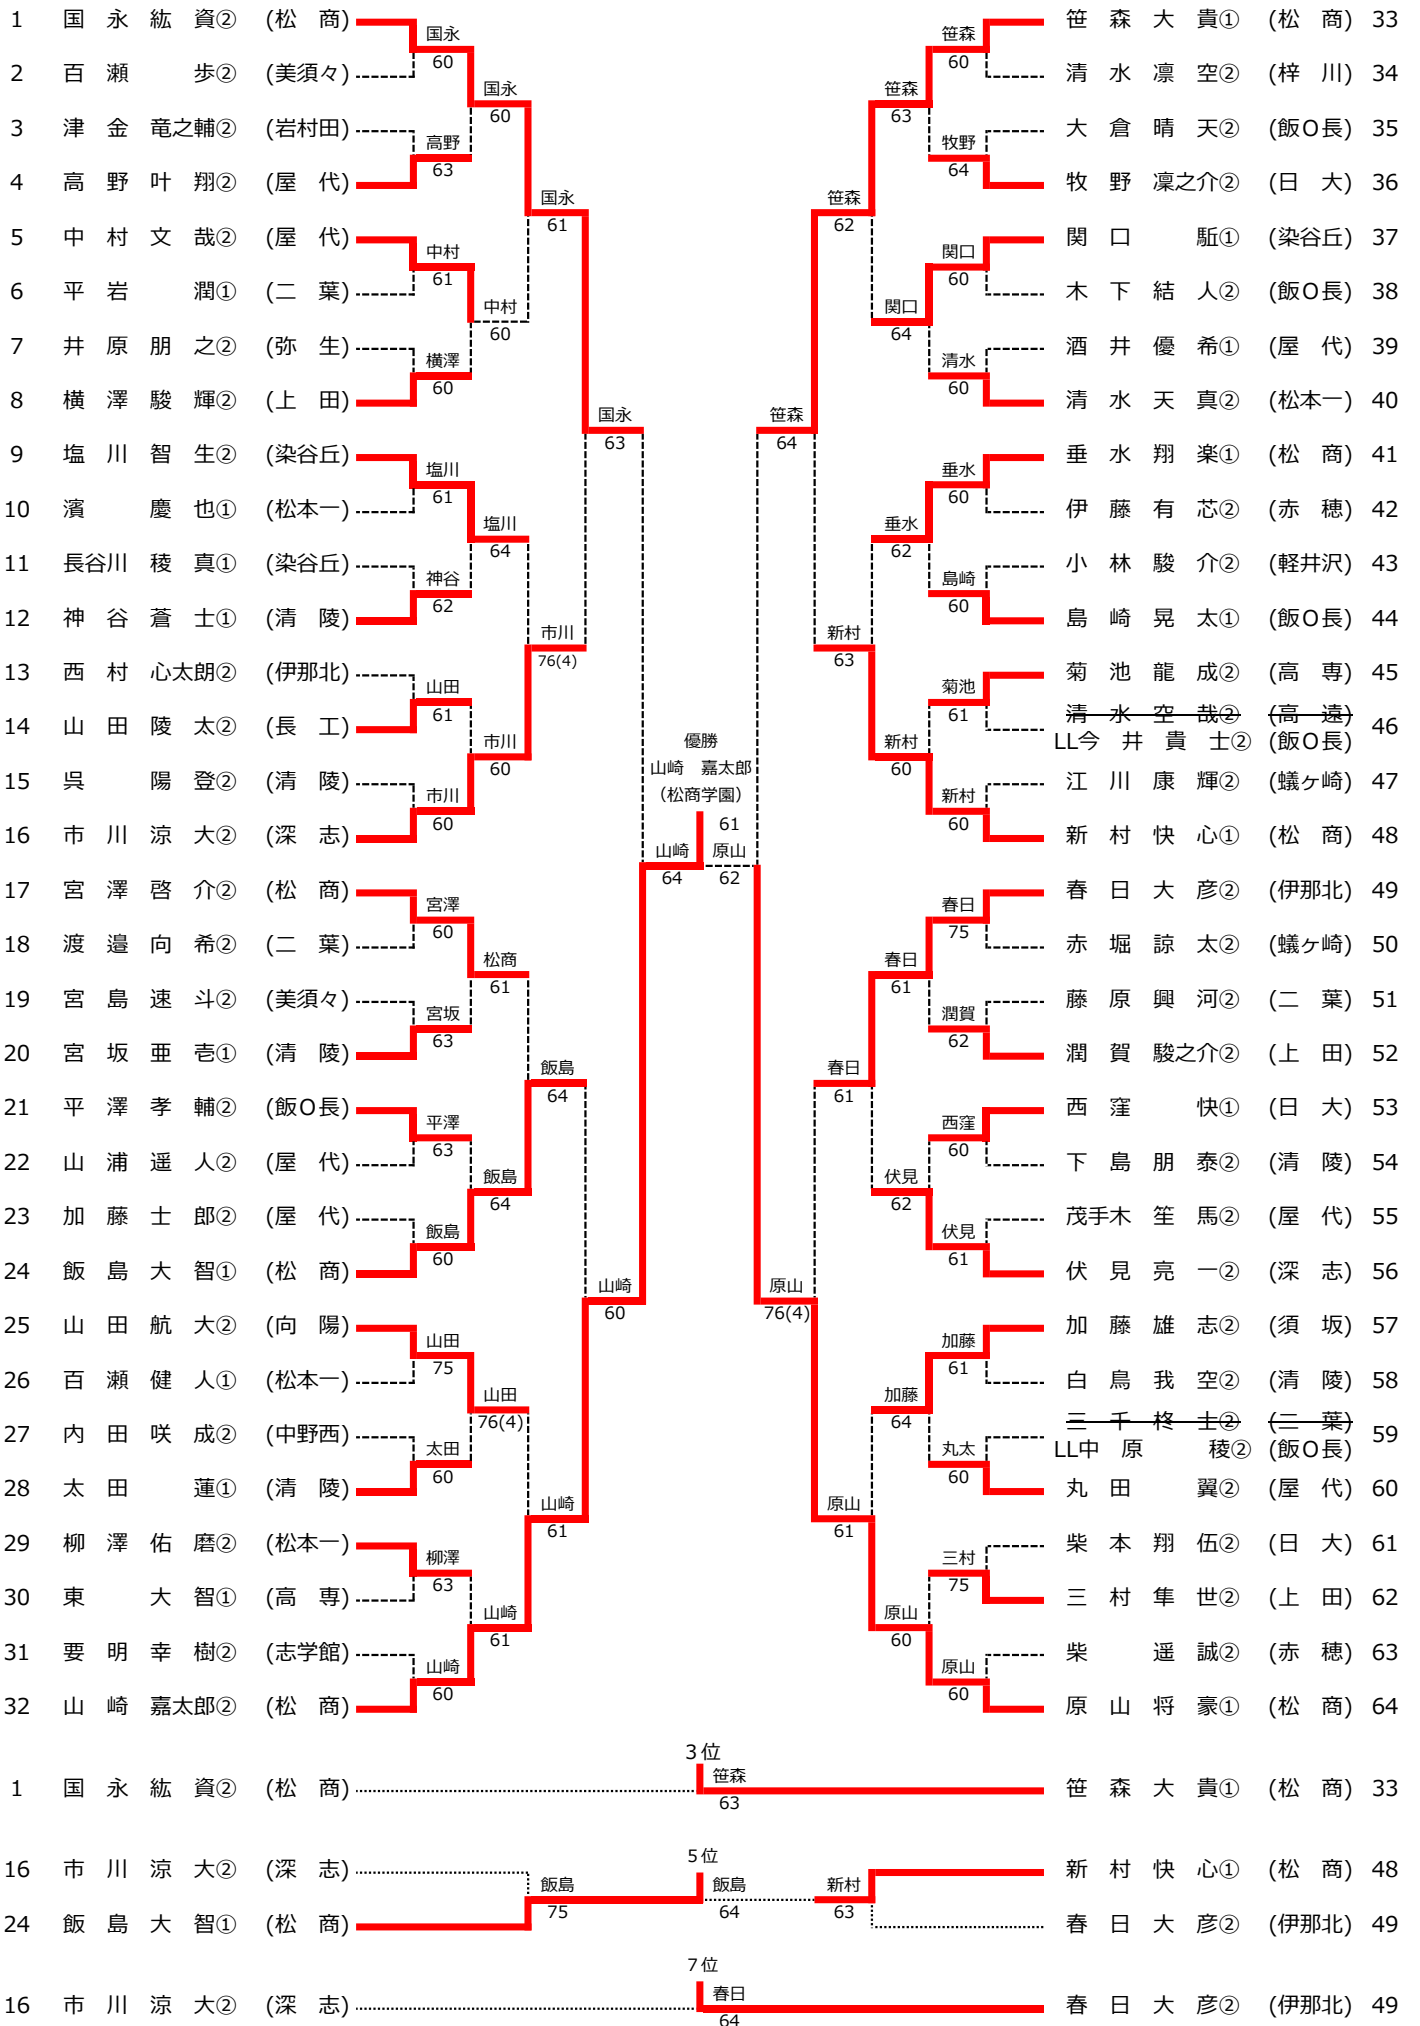 1 国 永 紘 資② (松 商)
国永
60
2 百 瀬 歩② (美須々)
国永
60
3 津 金 竜之輔② (岩村田)
高野
63
4 高 野 叶 翔② (屋 代)
国永
61
5 中 村 文 哉② (屋 代)
中村
61
6 平 岩 潤① (二 葉)
中村
60
7 井 原 朋 之② (弥 生)
横澤
60
8 横 澤 駿 輝② (上 田)
国永
63
9 塩 川 智 生② (染谷丘)
塩川
61
10 濱 慶 也① (松本一)
塩川
64
11 長谷川 稜 真① (染谷丘)
神谷
62
12 神 谷 蒼 士① (清 陵)
市川
76(4)
13 西 村 心太朗② (伊那北)
山田
61
14 山 田 陵 太② (長 工)
市川
60
15 呉 陽 登② (清 陵)
市川
60
16 市 川 涼 大② (深 志)
優勝
山崎 嘉太郎
(松商学園)
61
山崎
64
原山
62
17 宮 澤 啓 介② (松 商)
宮澤
60
18 渡 邉 向 希② (二 葉)
松商
61
19 宮 島 速 斗② (美須々)
宮坂
63
20 宮 坂 亜 壱① (清 陵)
飯島
64
21 平 澤 孝 輔② (飯O長)
平澤
63
22 山 浦 遥 人② (屋 代)
飯島
64
23 加 藤 士 郎② (屋 代)
飯島
60
24 飯 島 大 智① (松 商)
山崎
60
25 山 田 航 大② (向 陽)
山田
75
26 百 瀬 健 人① (松本一)
山田
76(4)
27 内 田 咲 成② (中野西)
太田
60
28 太 田 蓮① (清 陵)
山崎
61
29 柳 澤 佑 磨② (松本一)
柳澤
63
30 東 大 智① (高 専)
山崎
61
31 要 明 幸 樹② (志学館)
山崎
60
32 山 崎 嘉太郎② (松 商)
笹 森 大 貴① (松 商) 33
笹森
60
清 水 凛 空② (梓 川) 34
笹森
63
大 倉 晴 天② (飯O長) 35
牧野
64
牧 野 凜之介② (日 大) 36
笹森
62
関 口 駈① (染谷丘) 37
関口
60
木 下 結 人② (飯O長) 38
関口
64
酒 井 優 希① (屋 代) 39
清水
60
清 水 天 真② (松本一) 40
笹森
64
垂 水 翔 楽① (松 商) 41
垂水
60
伊 藤 有 芯② (赤 穂) 42
垂水
62
小 林 駿 介② (軽井沢) 43
島崎
60
島 崎 晃 太① (飯O長) 44
新村
63
菊 池 龍 成② (高 専) 45
菊池
61
清 水 空 哉② (高 遠) 46
LL今 井 貴 士② (飯O長)
新村
60
江 川 康 輝② (蟻ヶ崎) 47
新村
60
新 村 快 心① (松 商) 48
春 日 大 彦② (伊那北) 49
春日
75
赤 堀 諒 太② (蟻ヶ崎) 50
春日
61
藤 原 興 河② (二 葉) 51
潤賀
62
潤 賀 駿之介② (上 田) 52
春日
61
西 窪 快① (日 大) 53
西窪
60
下 島 朋 泰② (清 陵) 54
伏見
62
茂手木 笙 馬② (屋 代) 55
伏見
61
伏 見 亮 一② (深 志) 56
原山
76(4)
加 藤 雄 志② (須 坂) 57
加藤
61
白 鳥 我 空② (清 陵) 58
加藤
64
三 千 柊 士② (二 葉) 59
LL中 原 稜② (飯O長)
丸太
60
丸 田 翼② (屋 代) 60
原山
61
柴 本 翔 伍② (日 大) 61
三村
75
三 村 隼 世② (上 田) 62
原山
60
柴 遥 誠② (赤 穂) 63
原山
60
原 山 将 豪① (松 商) 64
3位
1 国 永 紘 資② (松 商) 笹森 笹 森 大 貴① (松 商) 33
63
5位
16 市 川 涼 大② (深 志) 新 村 快 心① (松 商) 48
飯島 飯島 新村
75 64 63
24 飯 島 大 智① (松 商) 春 日 大 彦② (伊那北) 49
7位
16 市 川 涼 大② (深 志) 春日 春 日 大 彦② (伊那北) 49
64